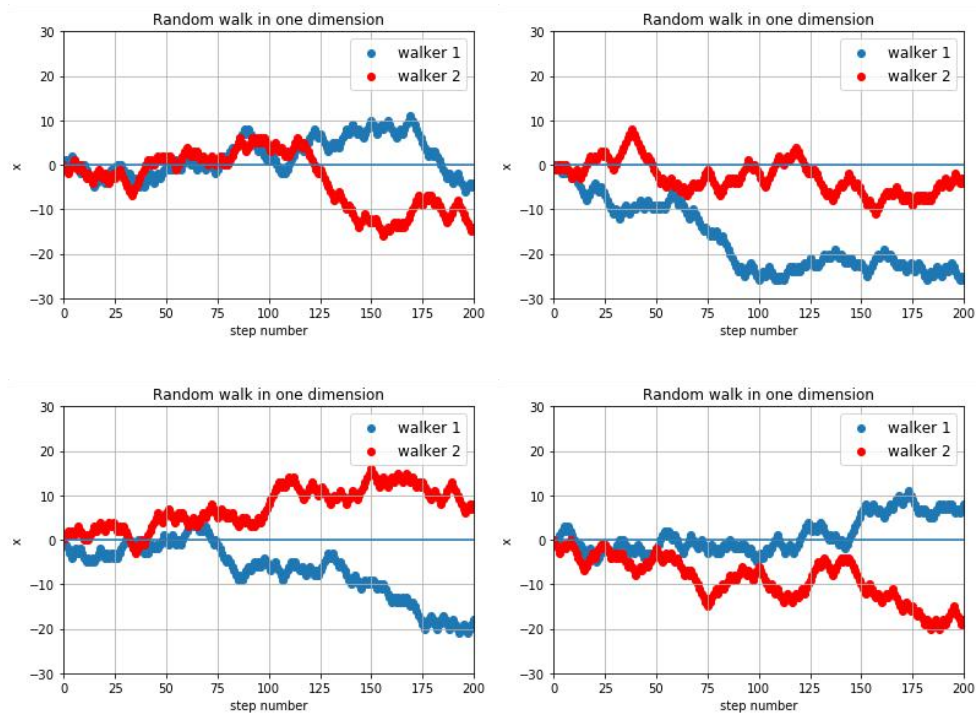 Random walk in one dimension
30
20
10
0
−10
−20
−30
x
walker 1
walker 2
0 25 50 75 100 125 150 175 200
step number
Random walk in one dimension
30
20
10
0
−10
−20
−30
x
walker 1
walker 2
0 25 50 75 100 125 150 175 200
step number
Random walk in one dimension
30
20
10
0
−10
−20
−30
x
walker 1
walker 2
0 25 50 75 100 125 150 175 200
step number
Random walk in one dimension
30
20
10
0
−10
−20
−30
x
walker 1
walker 2
0 25 50 75 100 125 150 175 200
step number